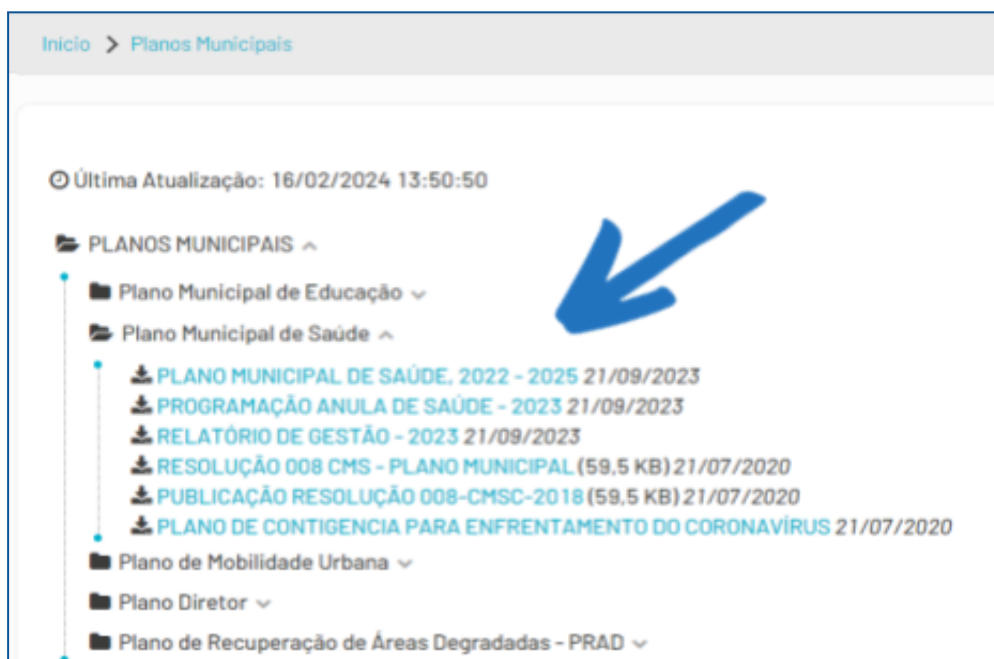 Início > Planos Municipais
Última Atualização: 16/02/2024 13:50:50
PLANOS MUNICIPAIS
Plano Municipal de Educação
Plano Municipal de Saúde
PLANO MUNICIPAL DE SAÚDE, 2022 - 2025 21/09/2023
PROGRAMAÇÃO ANULA DE SAÚDE - 2023 21/09/2023
RELATÓRIO DE GESTÃO - 2023 21/09/2023
RESOLUÇÃO 008 CMS - PLANO MUNICIPAL (59,5 KB) 21/07/2020
PUBLICAÇÃO RESOLUÇÃO 008-CMSC-2018 (59,5 KB) 21/07/2020
PLANO DE CONTIGENCIA PARA ENFRENTAMENTO DO CORONAVÍRUS 21/07/2020
Plano de Mobilidade Urbana
Plano Diretor
Plano de Recuperação de Áreas Degradadas - PRAD